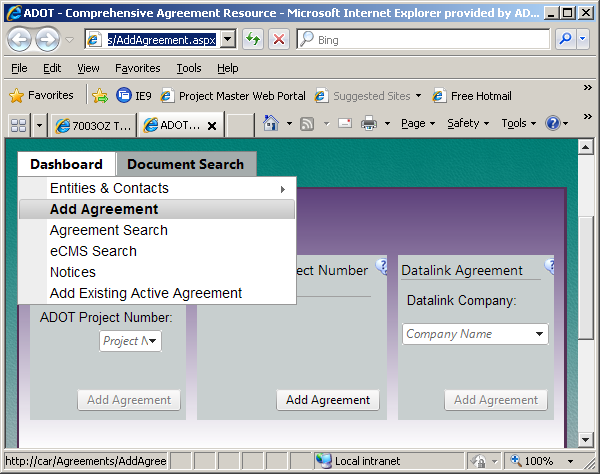 ADOT - Comprehensive Agreement Resource - Microsoft Internet Explorer provided by ADO...
s/AddAgreement.aspx
Bing
File Edit View Favorites Tools Help
Favorites IE9 Project Master Web Portal Suggested Sites Free Hotmail
7003OZ T... ADOT... Page Safety Tools
Dashboard Document Search
Entities & Contacts
Add Agreement
Agreement Search
eCMS Search
Notices
Add Existing Active Agreement
ect Number
Datalink Agreement
Datalink Company:
ADOT Project Number:
Project N
Company Name
Add Agreement Add Agreement Add Agreement
http://car/Agreements/AddAgree Local intranet 100%